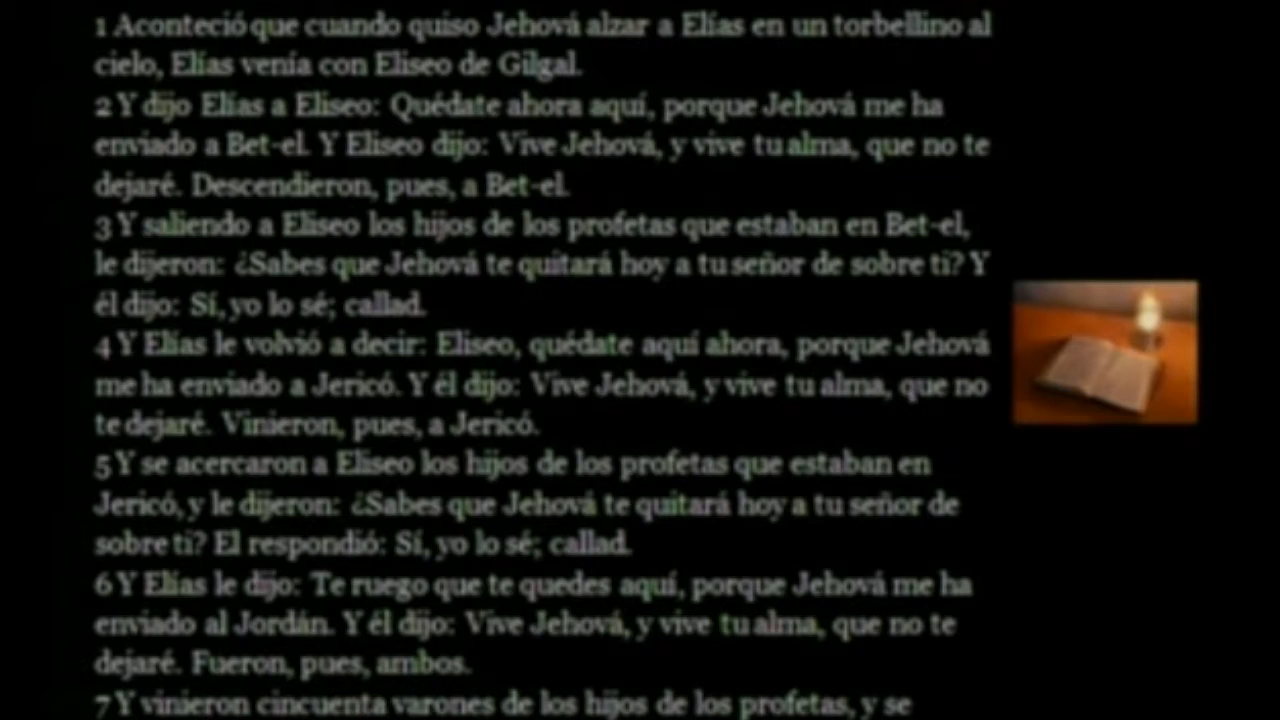 1 Aconteció que cuando quiso Jehová alzar a Elías en un torbellino al
cielo, Elías venía con Eliseo de Gilgal.
2 Y dijo Elías a Eliseo: Quédate ahora aquí, porque Jehová me ha
enviado a Bet-el. Y Eliseo dijo: Vive Jehová, y vive tu alma, que no te
dejaré. Descendieron, pues, a Bet-el.
3 Y saliendo a Eliseo los hijos de los profetas que estaban en Bet-el,
le dijeron: ¿Sabes que Jehová te quitará hoy a tu señor de sobre ti? Y
él dijo: Sí, yo lo sé; callad.
4 Y Elías le volvió a decir: Eliseo, quédate aquí ahora, porque Jehová
me ha enviado a Jericó. Y él dijo: Vive Jehová, y vive tu alma, que no
te dejaré. Vinieron, pues, a Jericó.
5 Y se acercaron a Eliseo los hijos de los profetas que estaban en
Jericó, y le dijeron: ¿Sabes que Jehová te quitará hoy a tu señor de
sobre ti? El respondió: Sí, yo lo sé; callad.
6 Y Elías le dijo: Te ruego que te quedes aquí, porque Jehová me ha
enviado al Jordán. Y él dijo: Vive Jehová, y vive tu alma, que no te
dejaré. Fueron, pues, ambos.
7 Y vinieron cincuenta varones de los hijos de los profetas, y se